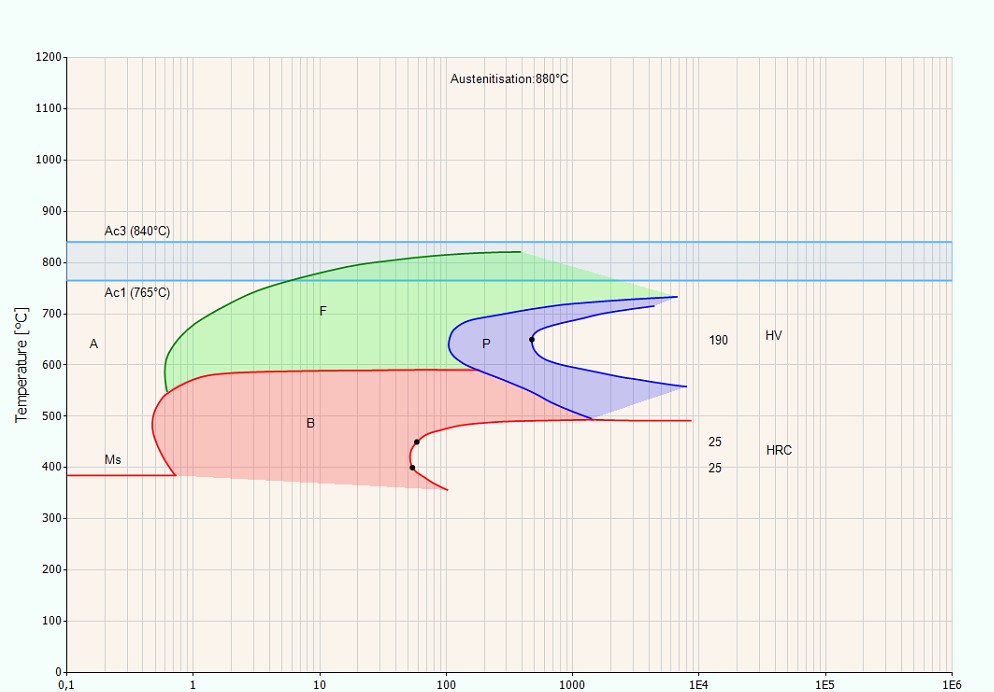 1200
Austenitisation:880°C
1100
1000
900
Ac3 (840°C)
800
Ac1 (765°C)
700
F
HV
A
P
190
600
500
B
25
HRC
Ms
400
25
300
200
100
0
0,1
1
10
100
1000
1E4
1E5
1E6
Temperature [°C]